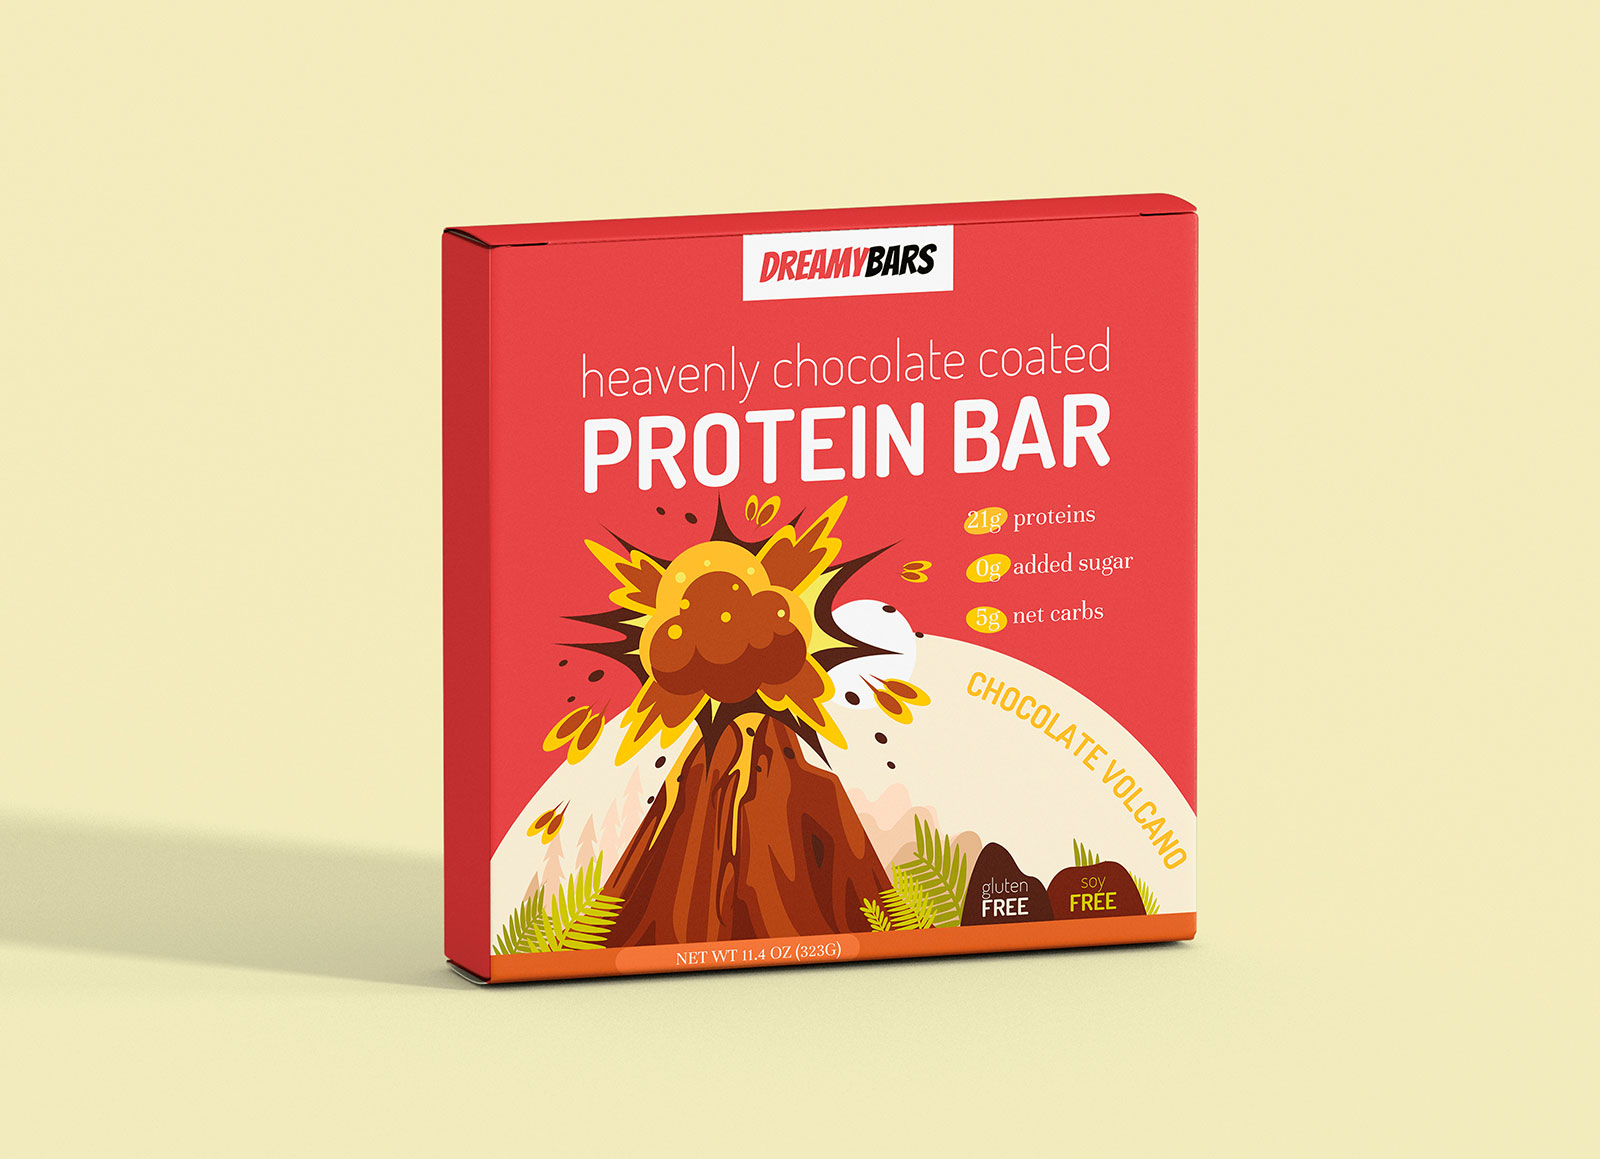 DREAMYBARS
heavenly chocolate coated
PROTEIN BAR
21g proteins
0g added sugar
5g net carbs
CHOCOLATE VOLCANO
gluten
FREE
soy
FREE
NET WT 11.4 OZ (323G)